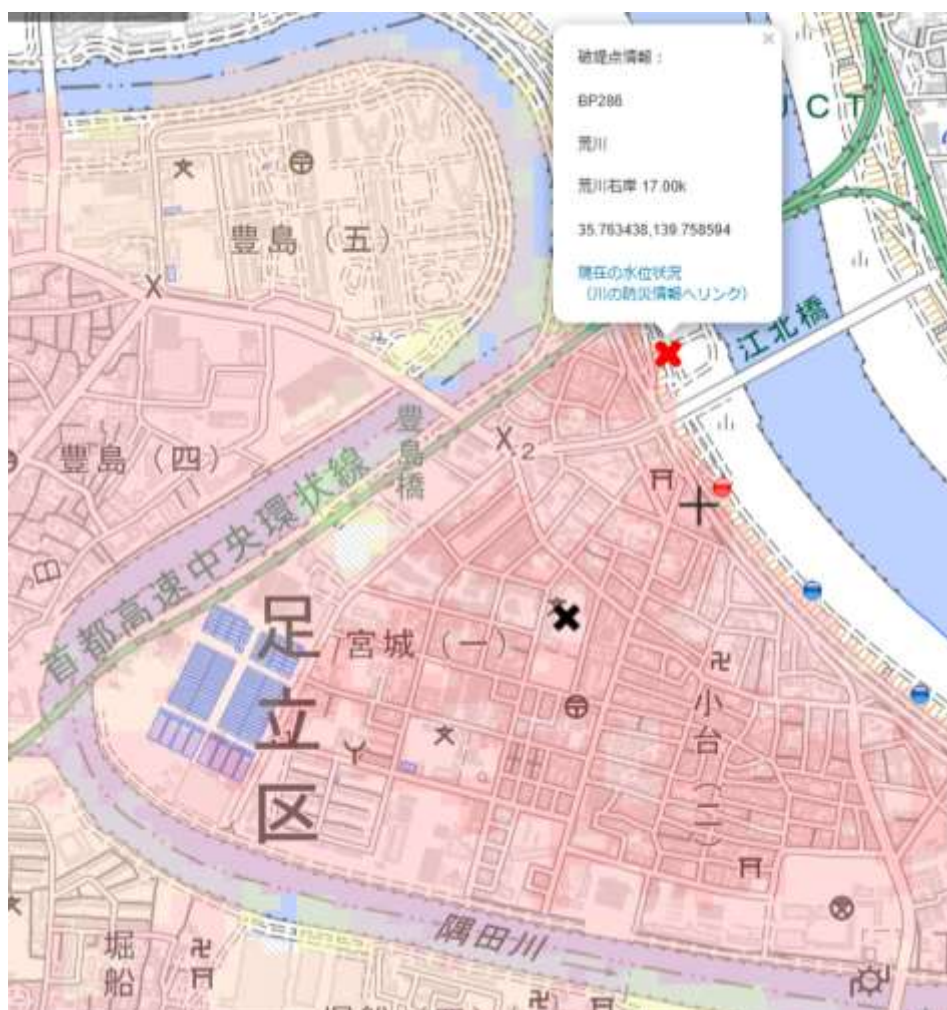 破堤点情報：
BP286
荒川
荒川右岸 17.00k
35.763438,139.758594
現在の水位状況
（川の防災情報へリンク）
JCT
豊島（五）
江北橋
豊島（四）
豊島橋
2
首都高速中央環状線
足立区
宮城（一）
小台（二）
隅田川
堀船